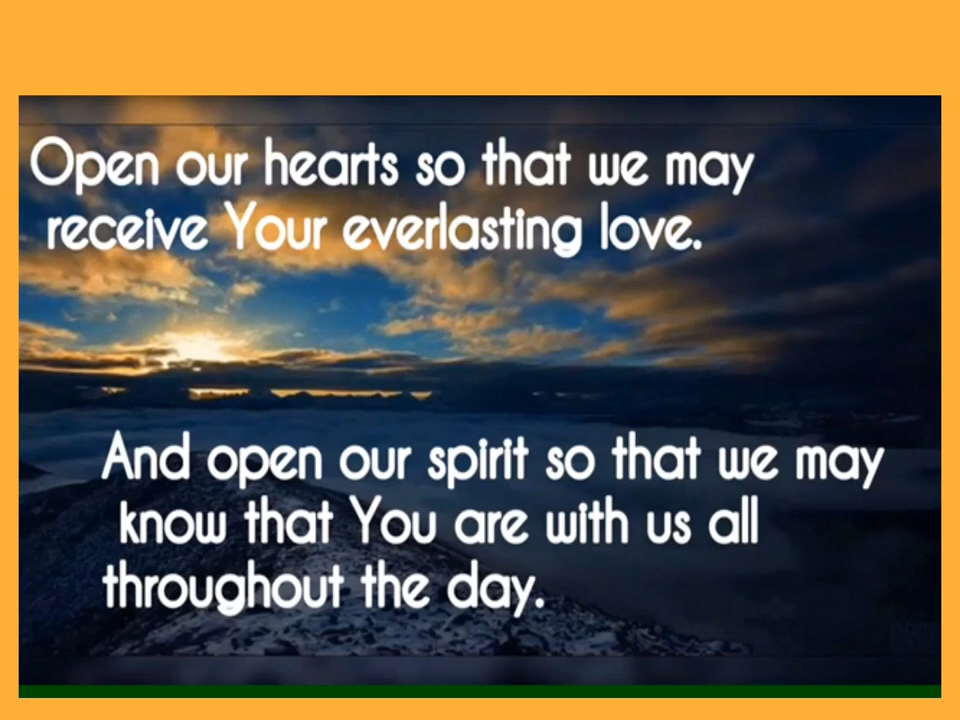 Open our hearts so that we may
receive Your everlasting love.
And open our spirit so that we may
know that You are with us all
throughout the day.